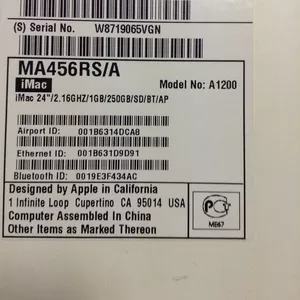 (S) Serial No. W8719065VGN
MA456RS/A
iMac Model No: A1200
iMac 24"/2.16GHZ/1GB/250GB/SD/BT/AP
Airport ID: 001B6314DCA8
Ethernet ID: 001B631D9D91
Bluetooth ID: 0019E3F434AC
Designed by Apple in California
1 Infinite Loop Cupertino CA 95014 USA
Computer Assembled In China
Other Items as Marked Thereon
ME67